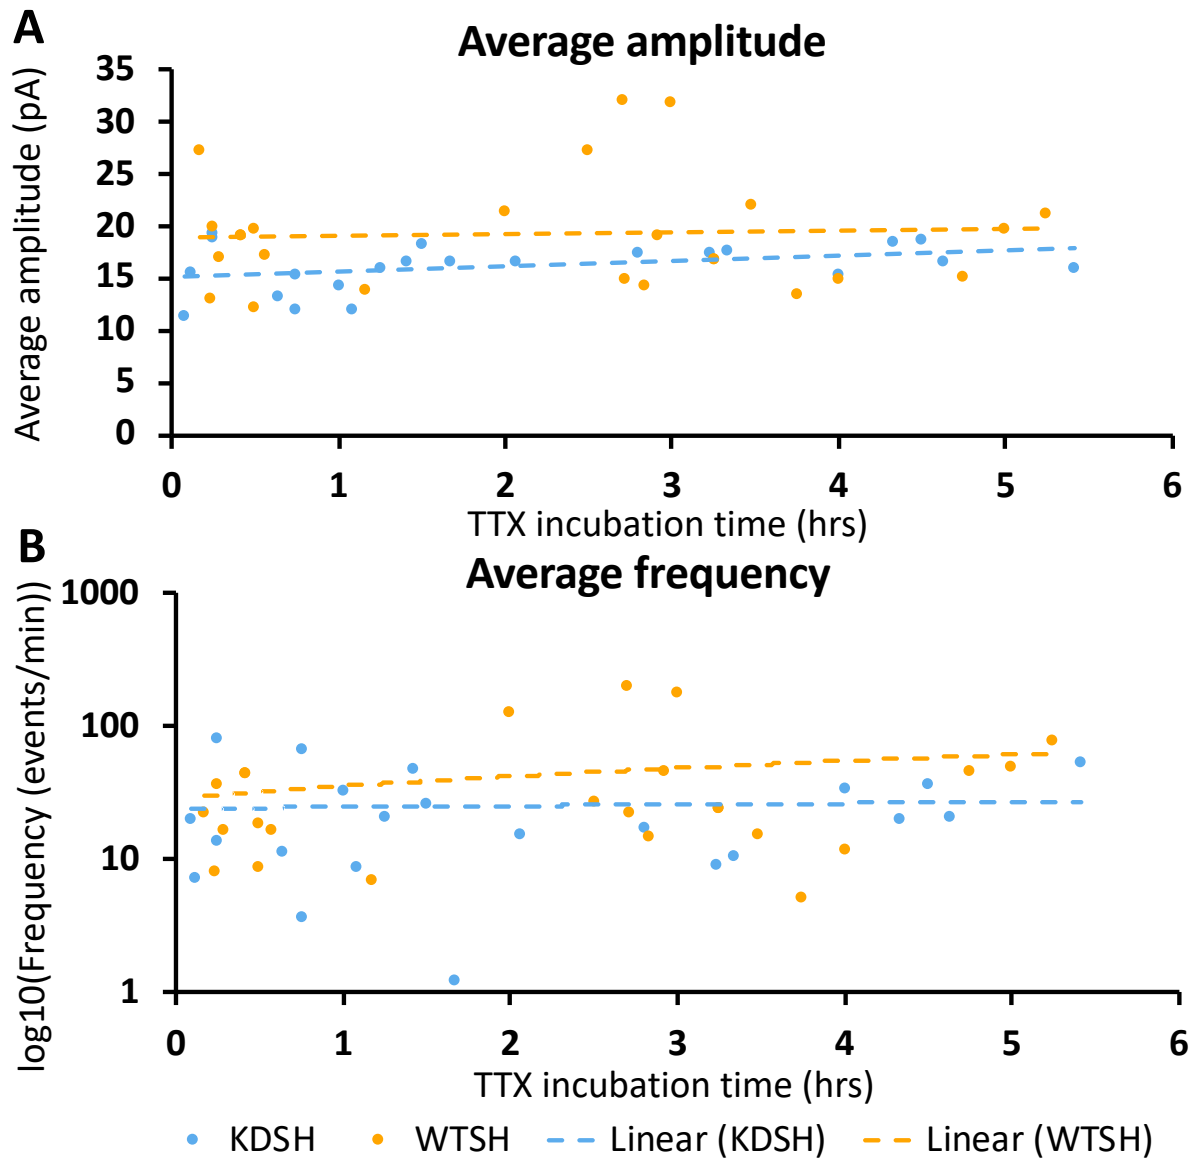 A
Average amplitude
Average amplitude (pA)
35
30
25
20
15
10
5
0
0 1 2 3 4 5 6
TTX incubation time (hrs)
B
Average frequency
log10(Frequency (events/min))
1000
100
10
1
0 1 2 3 4 5 6
TTX incubation time (hrs)
KDSH WTSH Linear (KDSH) Linear (WTSH)